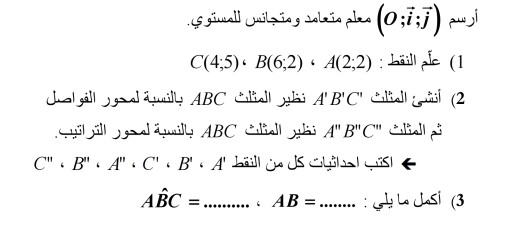 أرسم (O;i⃗;j⃗) معلم متعامد ومتجانس للمستوي.
1) علّم النقط : A(2;2) ، B(6;2) ، C(4;5)
2) أنشئ المثلث A'B'C' نظير المثلث ABC بالنسبة لمحور الفواصل
ثم المثلث A"B"C" نظير المثلث ABC بالنسبة لمحور التراتيب.
← اكتب احداثيات كل من النقط A' ، B' ، C' ، A" ، B" ، C"
3) أكمل ما يلي : AB = ........ ، AB̂C = ..........